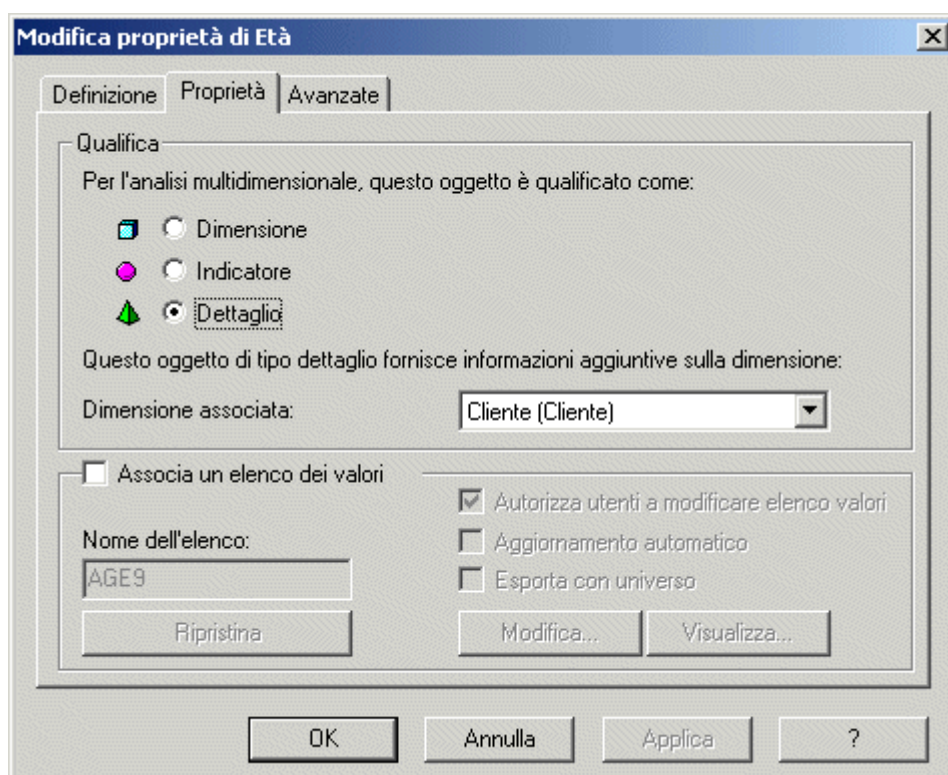 Modifica proprietà di Età
Definizione Proprietà Avanzate
Qualifica
Per l'analisi multidimensionale, questo oggetto è qualificato come:
Dimensione
Indicatore
Dettaglio
Questo oggetto di tipo dettaglio fornisce informazioni aggiuntive sulla dimensione:
Dimensione associata: Cliente (Cliente)
Associa un elenco dei valori
Autorizza utenti a modificare elenco valori
Nome dell'elenco: Aggiornamento automatico
AGE9 Esporta con universo
Ripristina Modifica... Visualizza...
OK Annulla Applica ?